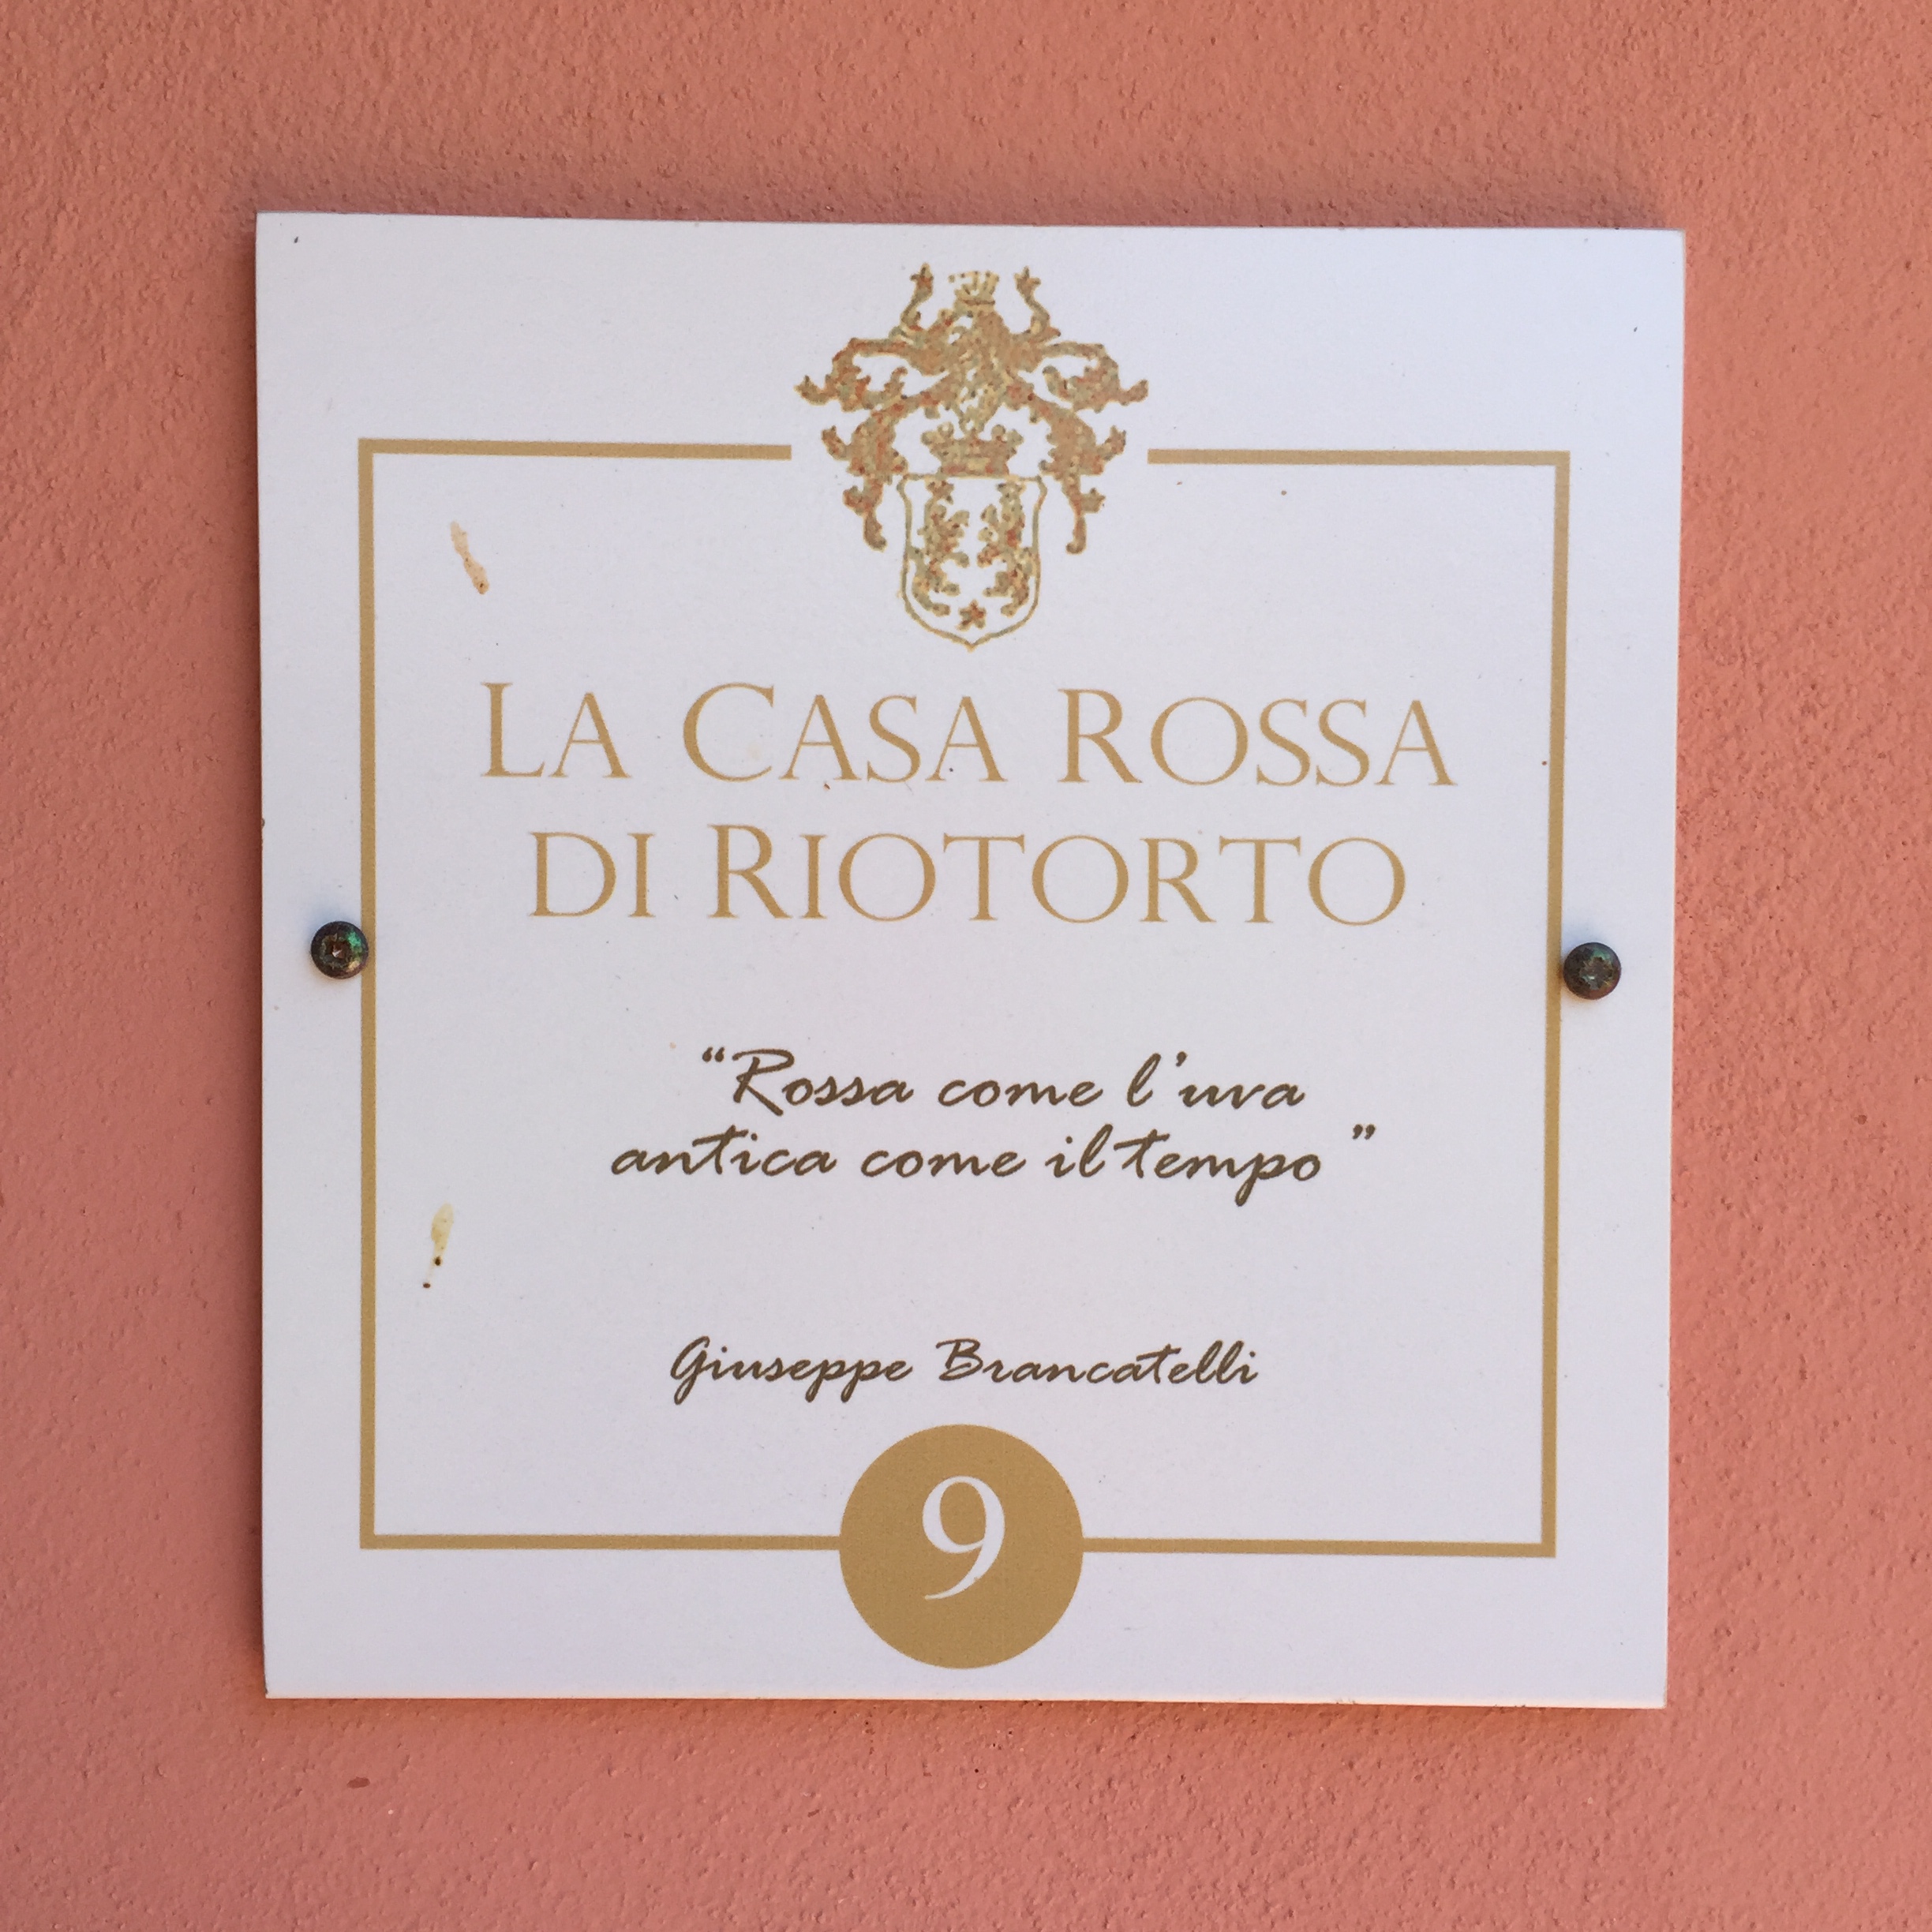 LA CASA ROSSA
DI RIOTORTO
“Rossa come l’uva
antica come il tempo”
Giuseppe Brancatelli
9